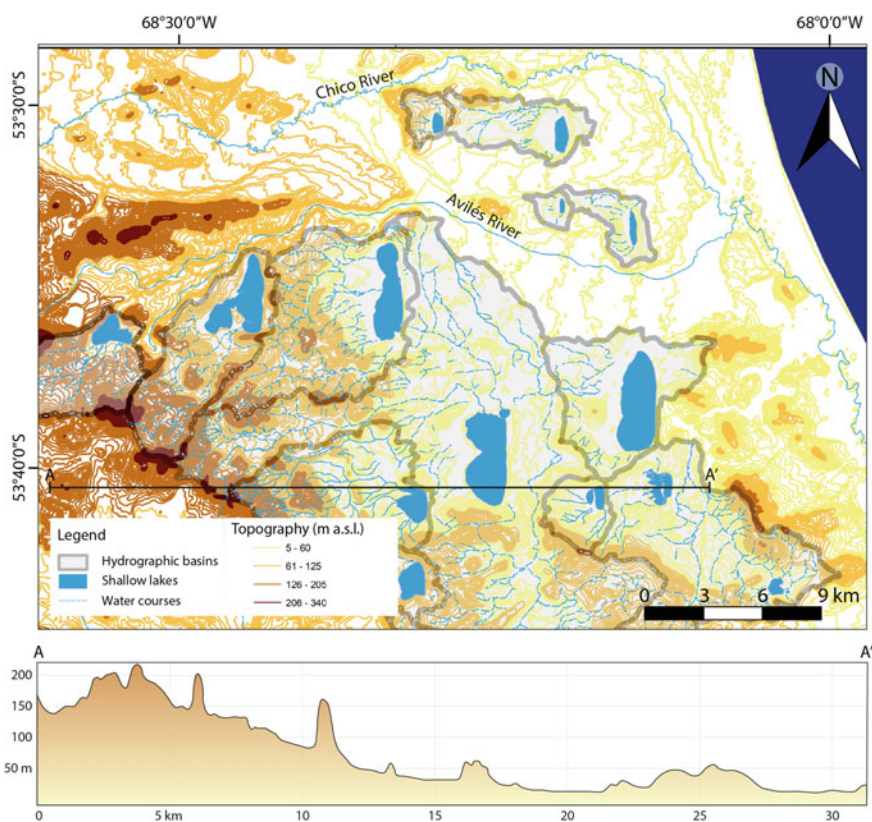 68°30'0"W 68°0'0"W
53°30'0"S
Chico River
N
Avilés River
53°40'0"S
A A'
Legend
Hydrographic basins
Shallow lakes
Water courses
Topography (m a.s.l.)
5 - 60
61 - 125
126 - 205
206 - 340
0 3 6 9 km
A A'
200
150
100
50 m
0 5 km 10 15 20 25 30